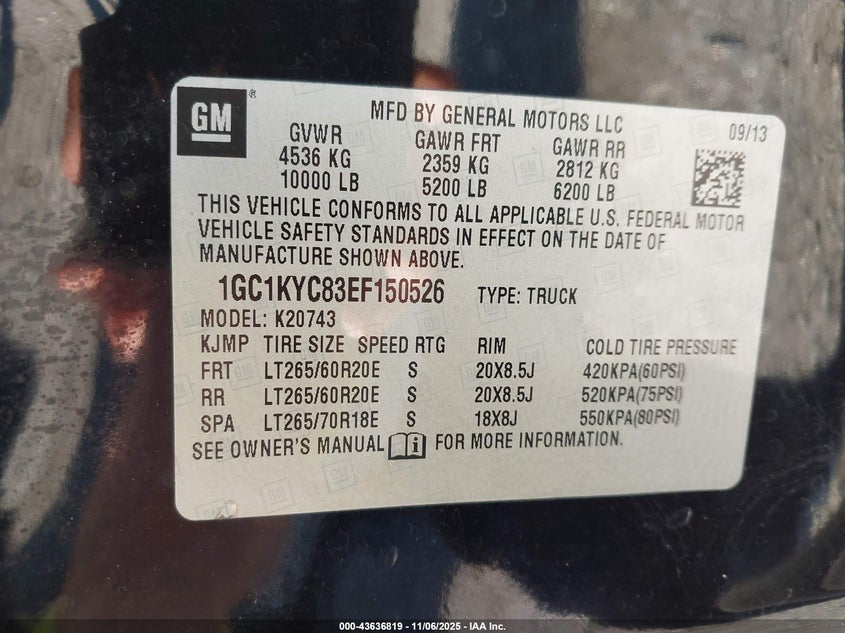 GM ®
MFD BY GENERAL MOTORS LLC 09/13
GVWR GAWR FRT GAWR RR
4536 KG 2359 KG 2812 KG
10000 LB 5200 LB 6200 LB
THIS VEHICLE CONFORMS TO ALL APPLICABLE U.S. FEDERAL MOTOR
VEHICLE SAFETY STANDARDS IN EFFECT ON THE DATE OF
MANUFACTURE SHOWN ABOVE.
1GC1KYC83EF150526 TYPE: TRUCK
MODEL: K20743
KJMP TIRE SIZE SPEED RTG RIM COLD TIRE PRESSURE
FRT LT265/60R20E S 20X8.5J 420KPA(60PSI)
RR LT265/60R20E S 20X8.5J 520KPA(75PSI)
SPA LT265/70R18E S 18X8J 550KPA(80PSI)
SEE OWNER'S MANUAL i FOR MORE INFORMATION.
000-43636819 - 11/06/2025 - IAA Inc.